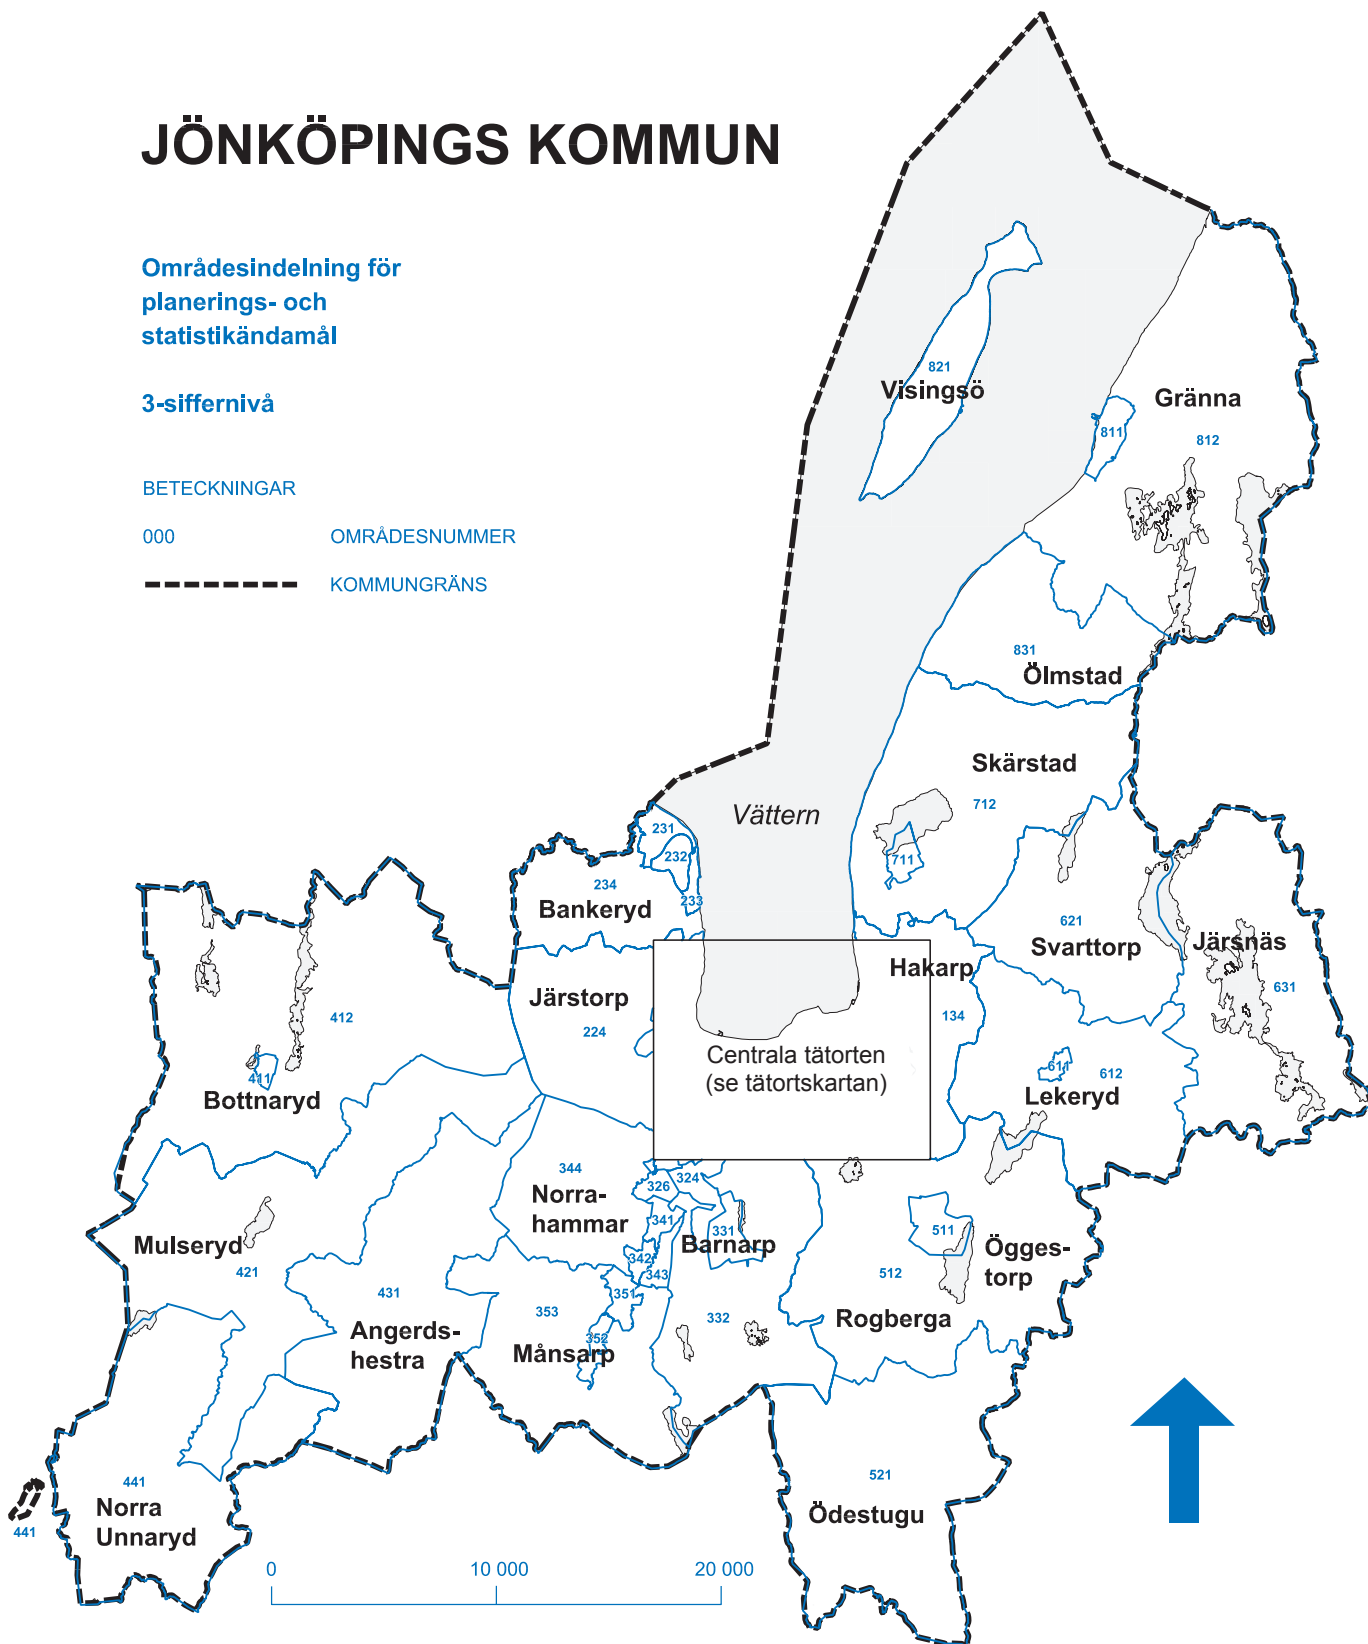 JÖNKÖPINGS KOMMUN
Områdesindelning för
planerings- och
statistikändamål
3-siffernivå
BETECKNINGAR
000 OMRÅDESNUMMER
KOMMUNGRÄNS
821
Visingsö
Gränna
811
812
831
Ölmstad
Skärstad
712
711
Vättern
231
232
234
233
Bankeryd
621
Svarttorp
Järsnäs
631
Hakarp
134
Järstorp
224
412
411
Bottnaryd
Centrala tätorten
(se tätortskartan)
611
612
Lekeryd
344
Norra-
hammar
326
324
341
331
Barnarp
342
343
511
Ögges-
torp
512
Rogberga
Mulseryd
421
431
Angerds-
hestra
353
351
352
Månsarp
332
441
Norra
Unnaryd
441
521
Ödestugu
0 10 000 20 000